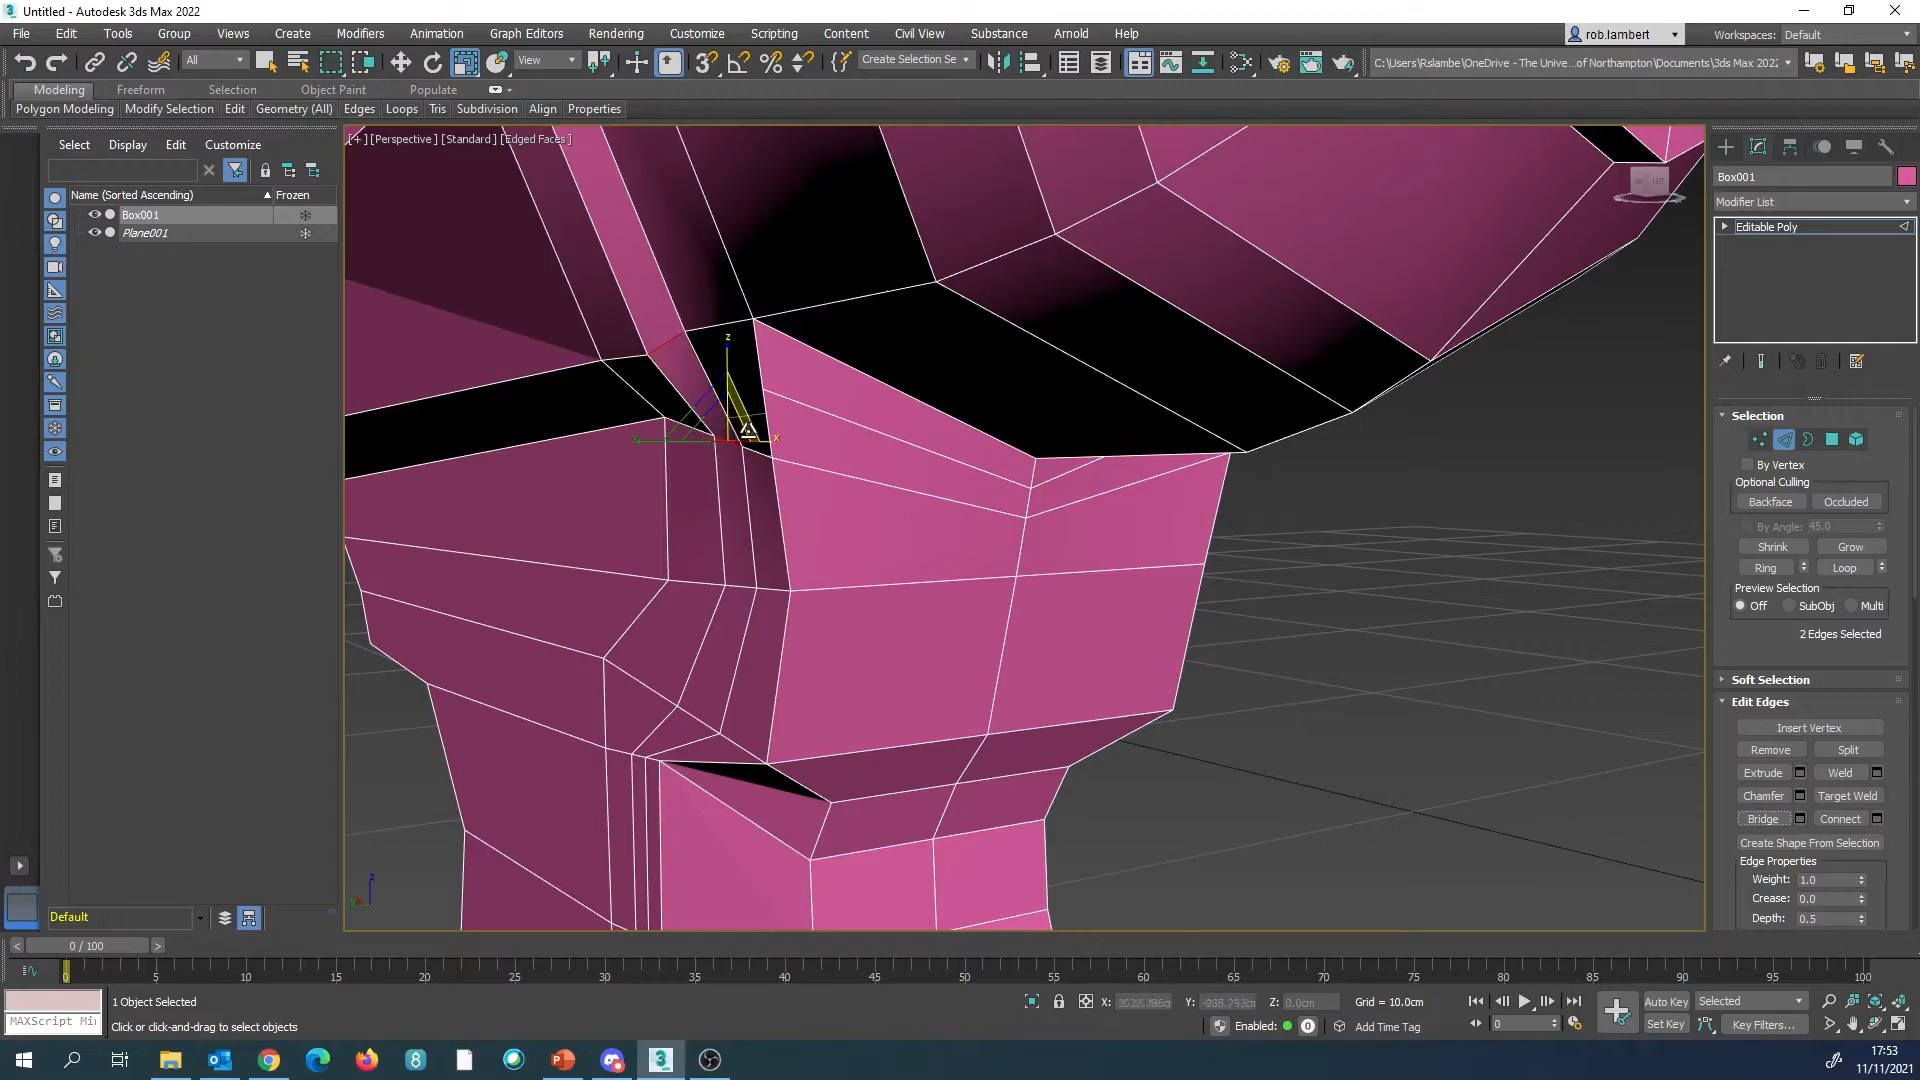 Untitled - Autodesk 3ds Max 2022
File Edit Tools Group Views Create Modifiers Animation Graph Editors Rendering Customize Scripting Content Civil View Substance Arnold Help
rob.lambert Workspaces: Default
All View Create Selection Se C:\Users\Rslambe\OneDrive - The Unive...of Northampton\Documents\3ds Max 2022
Modeling Freeform Selection Object Paint Populate
Polygon Modeling Modify Selection Edit Geometry (All) Edges Loops Tris Subdivision Align Properties
Select Display Edit Customize
[+] [Perspective ] [Standard ] [Edged Faces ]
Name (Sorted Ascending) Frozen
Box001
Plane001
z
y
x
LEFT
Box001
Modifier List
Editable Poly
Selection
By Vertex
Optional Culling
Backface Occluded
By Angle: 45.0
Shrink Grow
Ring Loop
Preview Selection
Off SubObj Multi
2 Edges Selected
Soft Selection
Edit Edges
Insert Vertex
Remove Split
Extrude Weld
Chamfer Target Weld
Bridge Connect
Create Shape From Selection
Edge Properties
Weight: 1.0
Crease: 0.0
Depth: 0.5
z
Default
0 / 100
0 5 10 15 20 25 30 35 40 45 50 55 60 65 70 75 80 85 90 95 100
1 Object Selected
X: Y: Z: 0.0cm Grid = 10.0cm
Auto Key Selected
MAXScript Mi
Click or click-and-drag to select objects
Enabled: 0 Add Time Tag
0
Set Key Key Filters...
17:53
11/11/2021